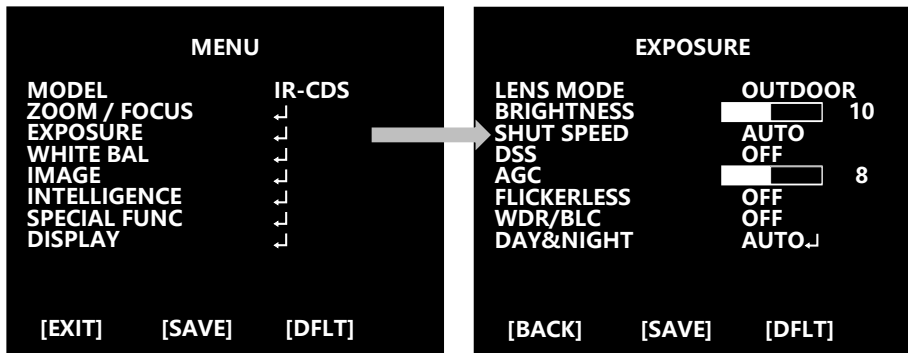 MENU
MODEL IR-CDS
ZOOM / FOCUS ↵
EXPOSURE ↵
WHITE BAL ↵
IMAGE ↵
INTELLIGENCE ↵
SPECIAL FUNC ↵
DISPLAY ↵
[EXIT] [SAVE] [DFLT]
EXPOSURE
LENS MODE OUTDOOR
BRIGHTNESS 10
SHUT SPEED AUTO
DSS OFF
AGC 8
FLICKERLESS OFF
WDR/BLC OFF
DAY&NIGHT AUTO↵
[BACK] [SAVE] [DFLT]